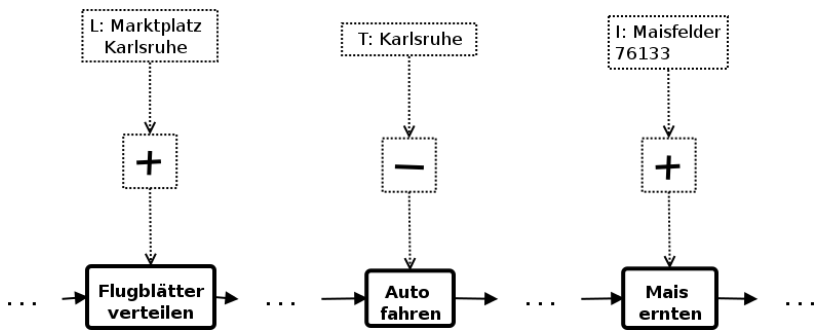 L: Marktplatz
Karlsruhe
T: Karlsruhe
I: Maisfelder
76133
+
−
+
... Flugblätter
verteilen ... Auto
fahren ... Mais
ernten ...